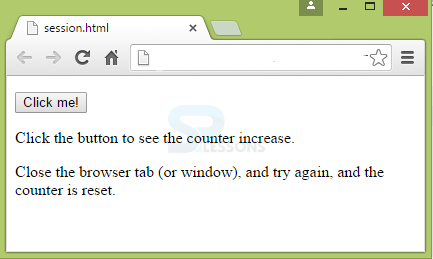 session.html
Click me!
Click the button to see the counter increase.
Close the browser tab (or window), and try again, and the
counter is reset.
LESSONS